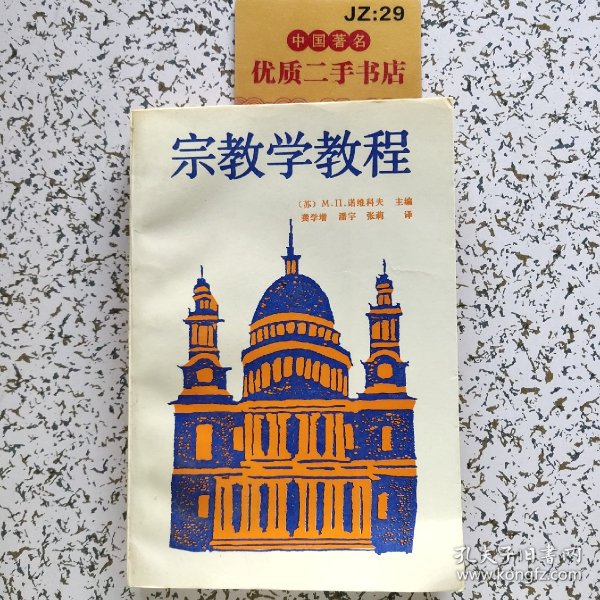 JZ:29
中国著名
优质二手书店
宗教学教程
(苏) М.П.诺维科夫 主编
龚学增 潘宇 张莉 译
孔夫子旧书网
www.kongfz.com